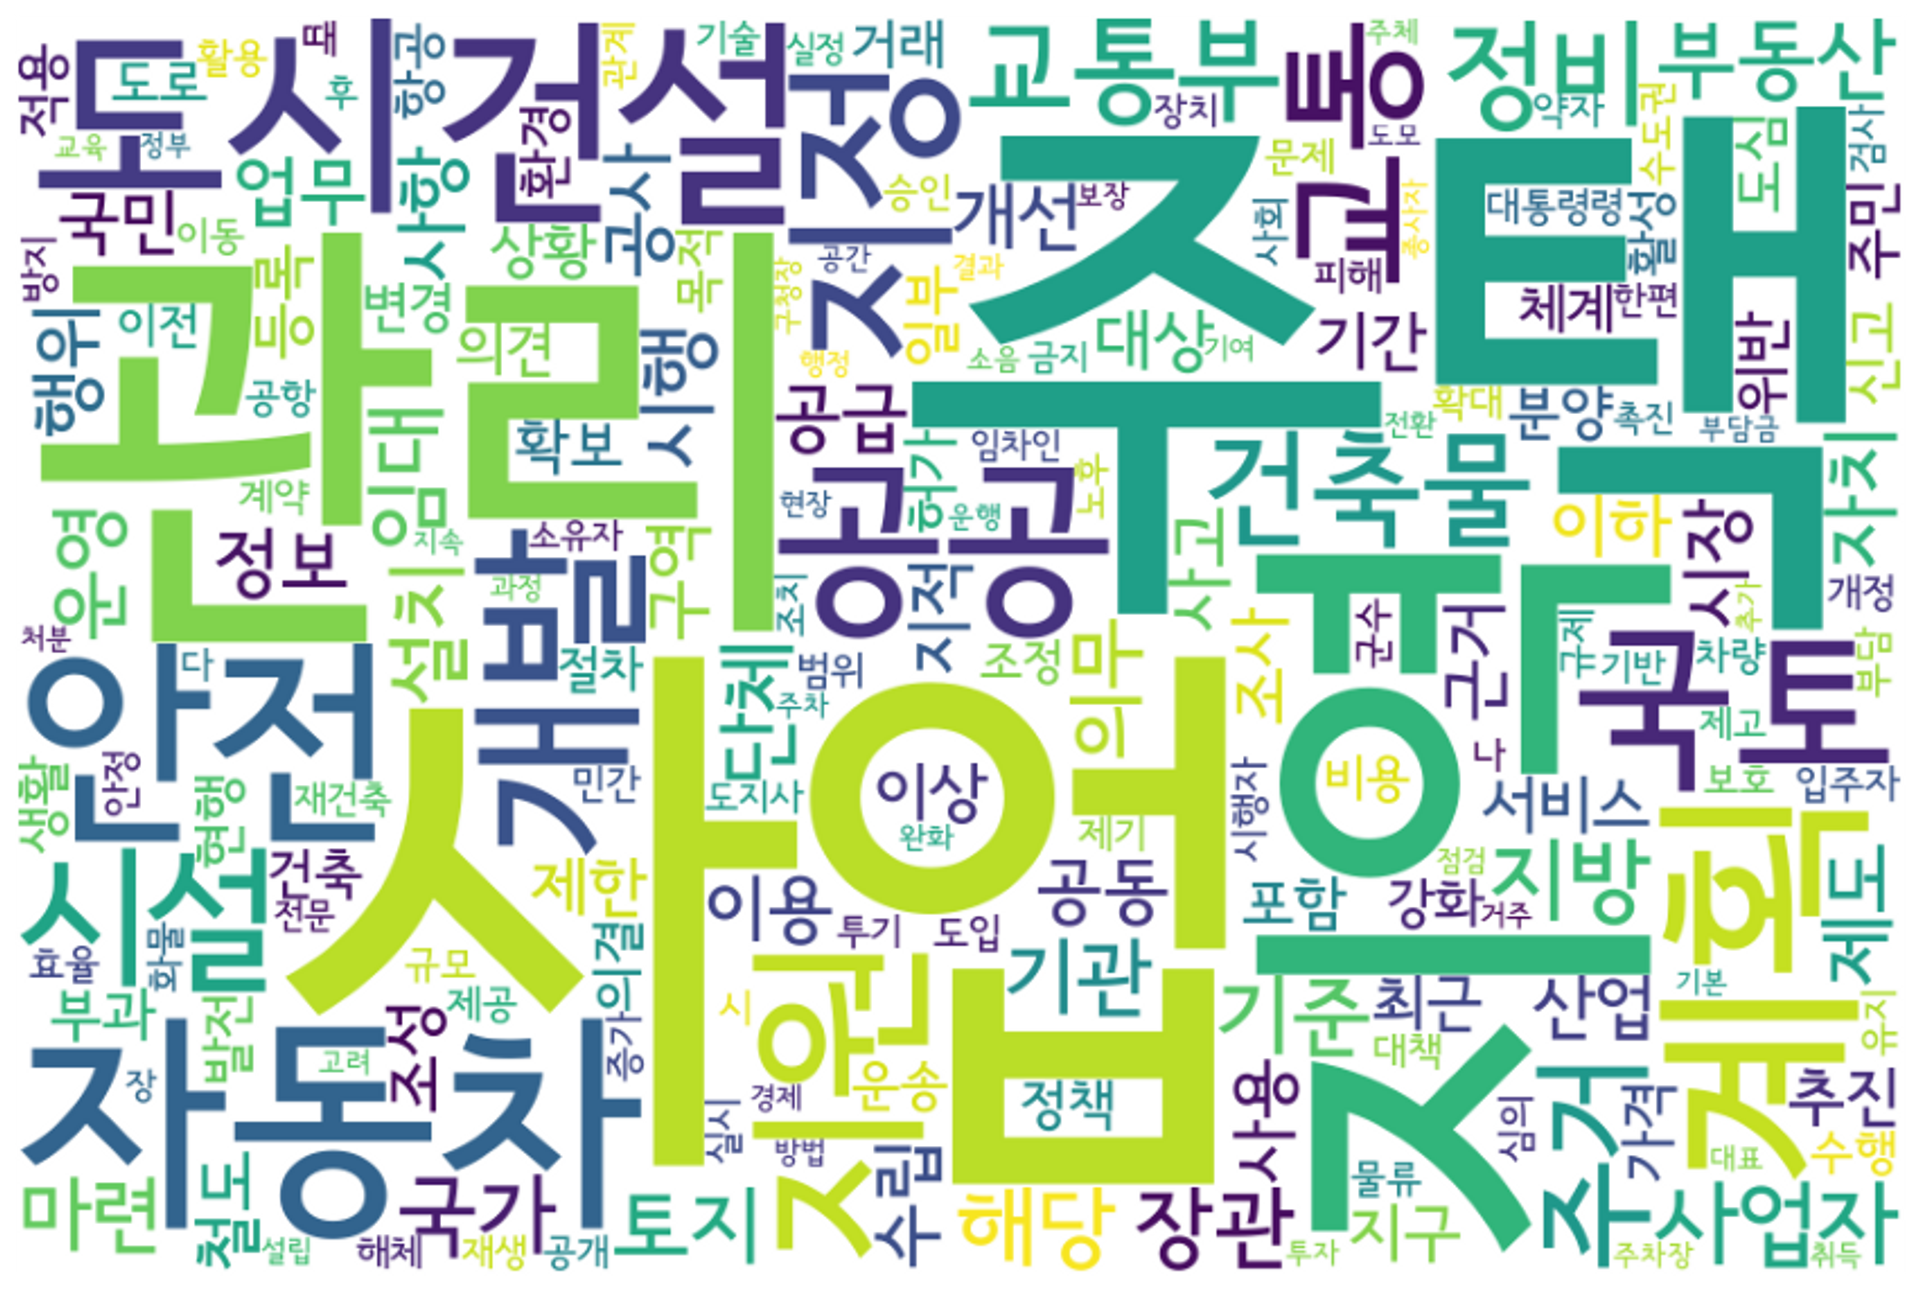 도시
건설
지정
거래
교통부
교통
정비
부동산
적용
도로
활용
때
후
항공
관계
기술
실정
장치
주체
도모
약자
수도권
도심
검사
교육
정부
업무
사항
환경
공사
승인
개선
보장
문제
주택
종사자
대통령령
활성
주민
국민
이동
방지
상황
목적
구청장
공간
결과
일부
행정
사회
피해
체계
한편
위반
신고
관리
이전
등록
변경
의견
시행
행위
공항
임대
확보
공급
소음
금지
대상
기여
기간
확대
분양
촉진
부담금
전환
자치
계약
운영
정보
지속
소유자
과정
구역
현장
허가
운행
임차인
노후
공공
지적
조치
주거
건축물
사고
이하
시장
개정
추가
지역
처분
안전
다
설치
개발
절차
단체
범위
주차
조정
의무
조사
군수
근거
규제
기반
차량
부담
국토
제고
나
생활
안정
현행
재건축
민간
도지사
사업
이상
완화
제기
시행자
비용
서비스
보호
입주자
시설
건축
전문
제한
이용
투기
도입
공동
포함
강화
거주
점검
지방
계획
제도
효율
화물
규모
의결
기관
기본
부과
발전
조성
제공
증가
시
지원
기준
최근
산업
유지
자동차
장
고려
경제
운송
정책
사용
대책
심의
가격
추진
실시
방법
수립
물류
대표
수행
마련
철도
설립
해체
국가
재생
공개
토지
해당
장관
투자
지구
주차장
사업자
취득